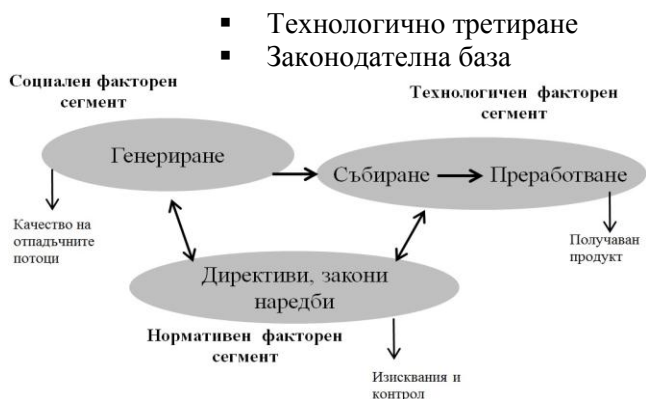 ▪ Технологично третиране
▪ Законодателна база
Социален факторен
сегмент
Технологичен факторен
сегмент
Генериране
Събиране
Преработване
Качество на
отпадъчните
потоци
Получаван
продукт
Директиви, закони
наредби
Нормативен факторен
сегмент
Изисквания и
контрол